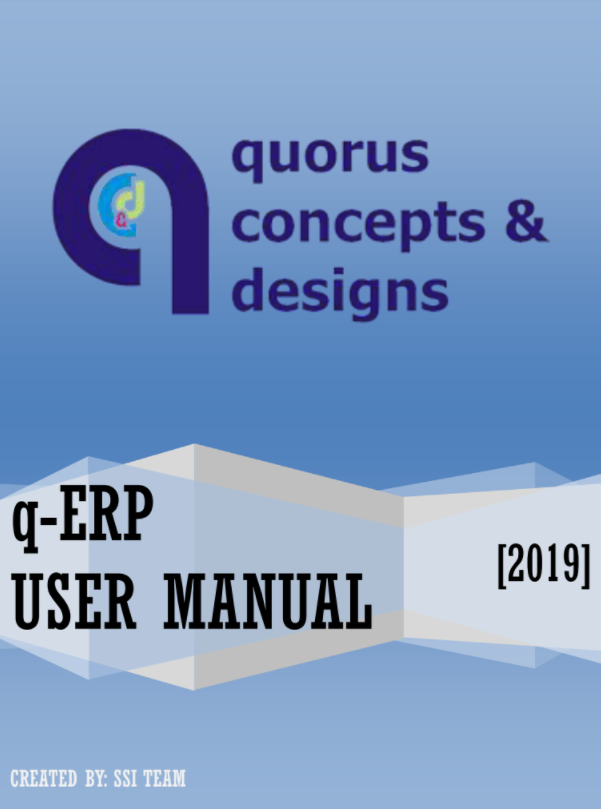 quorus
concepts &
designs
q c & d
q-ERP
USER MANUAL
[2019]
CREATED BY: SSI TEAM